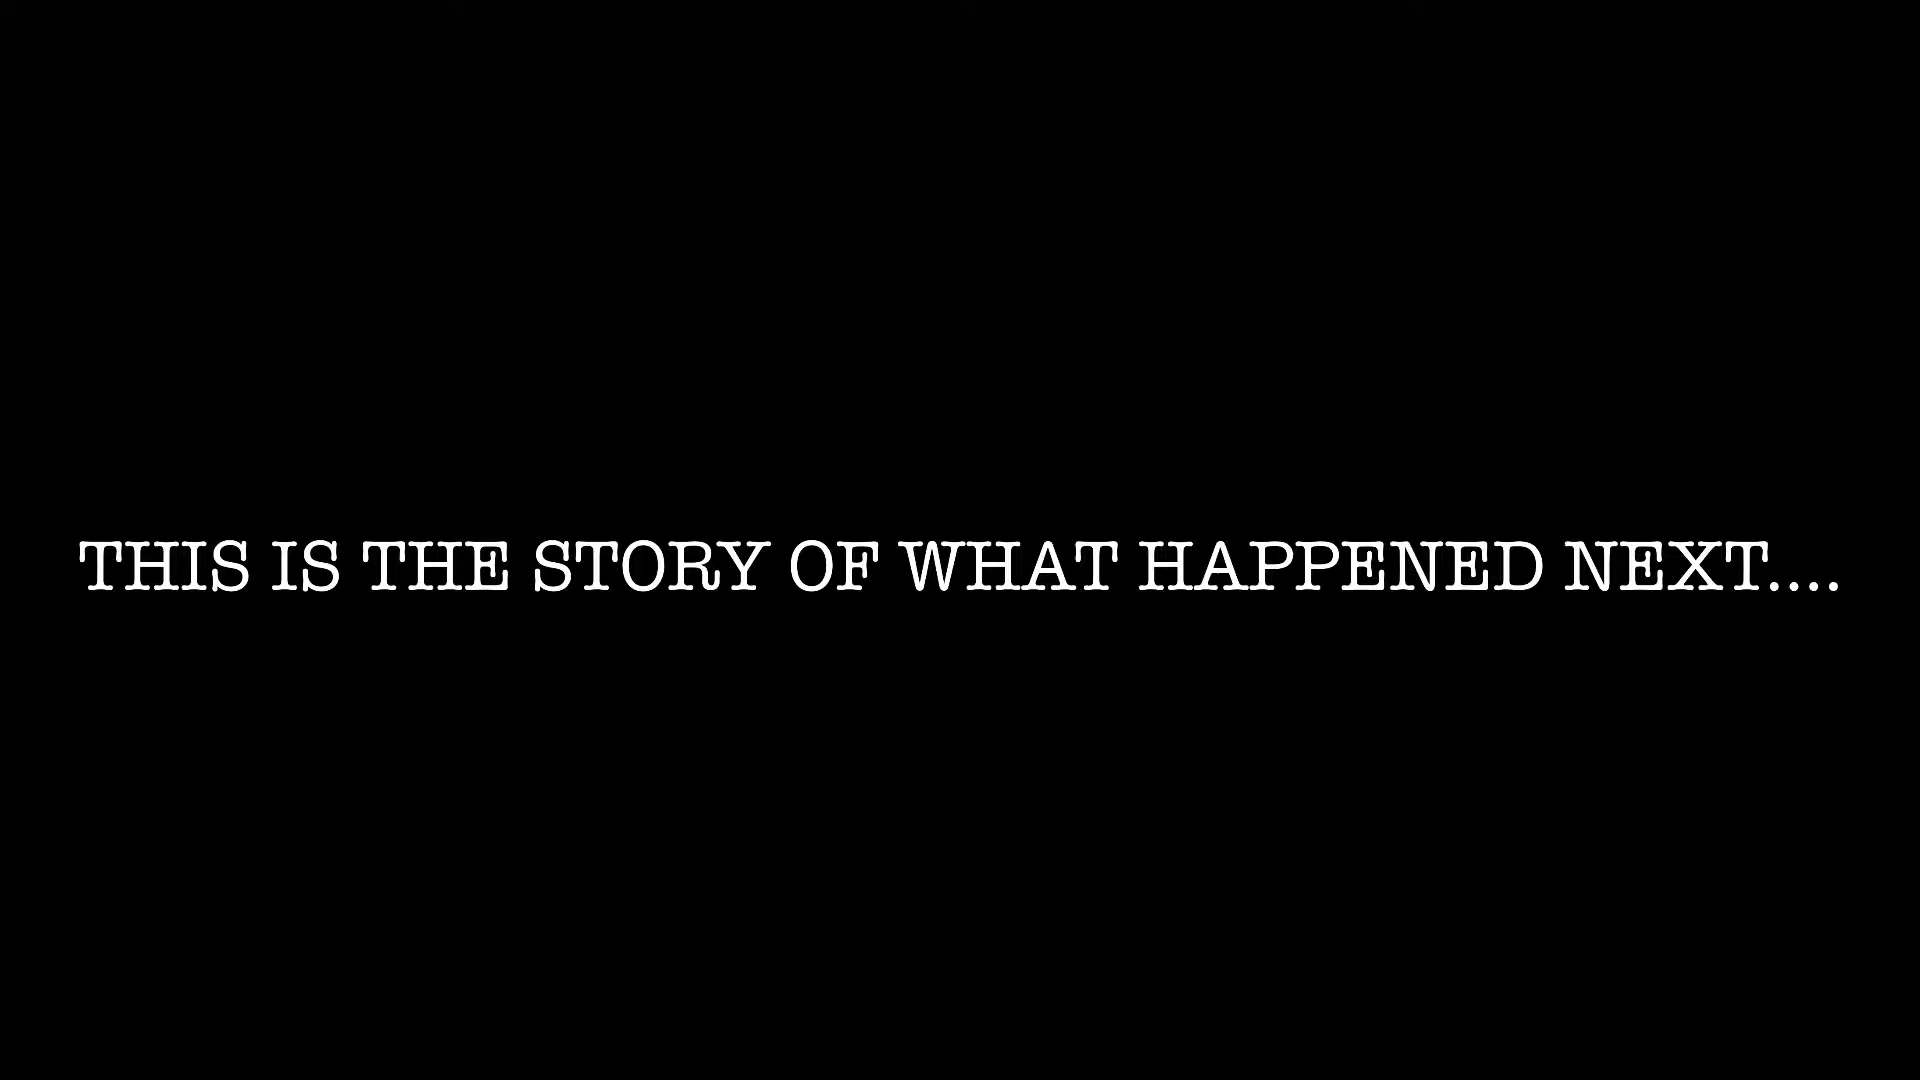 THIS IS THE STORY OF WHAT HAPPENED NEXT....